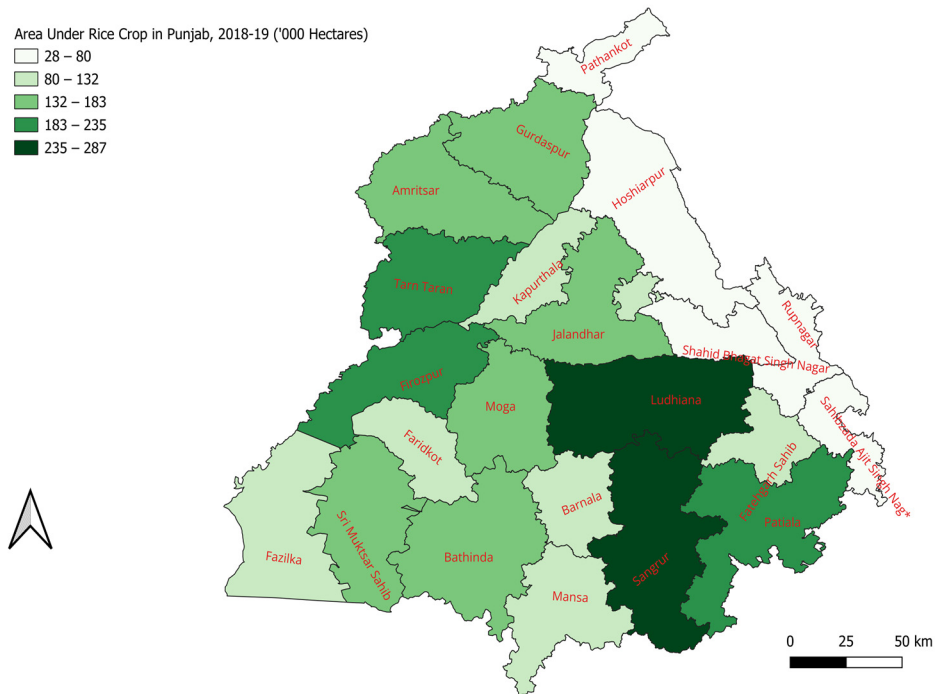 Area Under Rice Crop in Punjab, 2018-19 ('000 Hectares)
28 – 80
80 – 132
132 – 183
183 – 235
235 – 287
Pathankot
Gurdaspur
Amritsar
Hoshiarpur
Tarn Taran
Kapurthala
Rupnagar
Jalandhar
Shahid Bhagat Singh Nagar
Firozpur
Moga
Ludhiana
Sahibzada Ajit Singh Nag*
Faridkot
Fatehgarh Sahib
Barnala
Patiala
Sri Muktsar Sahib
Fazilka
Bathinda
Sangrur
Mansa
0 25 50 km